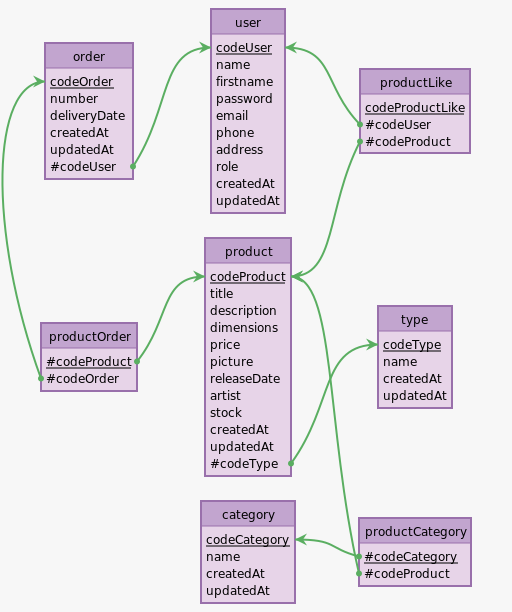 user
codeUser
name
firstname
password
email
phone
address
role
createdAt
updatedAt
order
codeOrder
number
deliveryDate
createdAt
updatedAt
#codeUser
productLike
codeProductLike
#codeUser
#codeProduct
product
codeProduct
title
description
dimensions
price
picture
releaseDate
artist
stock
createdAt
updatedAt
#codeType
productOrder
#codeProduct
#codeOrder
type
codeType
name
createdAt
updatedAt
category
codeCategory
name
createdAt
updatedAt
productCategory
#codeCategory
#codeProduct